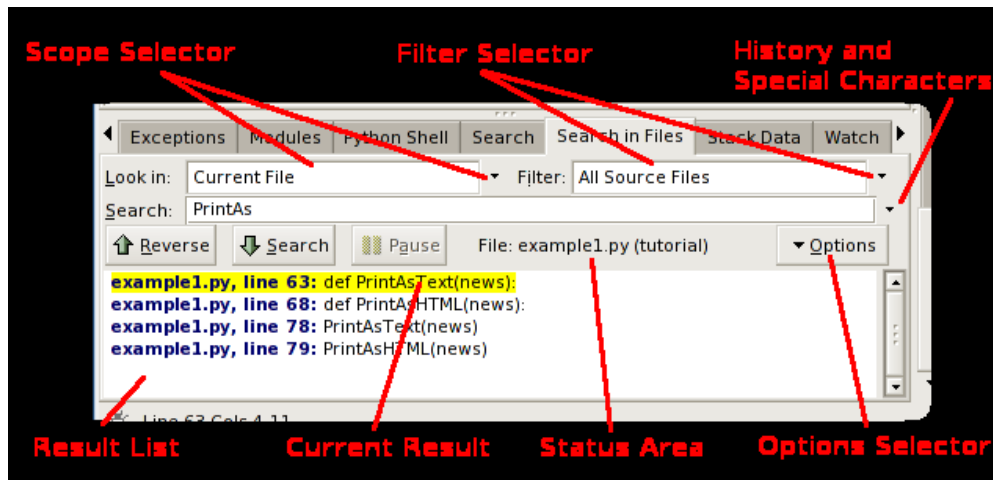 Scope Selector
Filter Selector
History and
Special Characters
Exceptions
Modules
Python Shell
Search
Search in Files
Stack Data
Watch
Look in: Current File
Filter: All Source Files
Search: PrintAs
Reverse
Search
Pause
File: example1.py (tutorial)
Options
example1.py, line 63: def PrintAsText(news):
example1.py, line 68: def PrintAsHTML(news):
example1.py, line 78: PrintAsText(news)
example1.py, line 79: PrintAsHTML(news)
Line 63 Cols 4-11
Result List
Current Result
Status Area
Options Selector